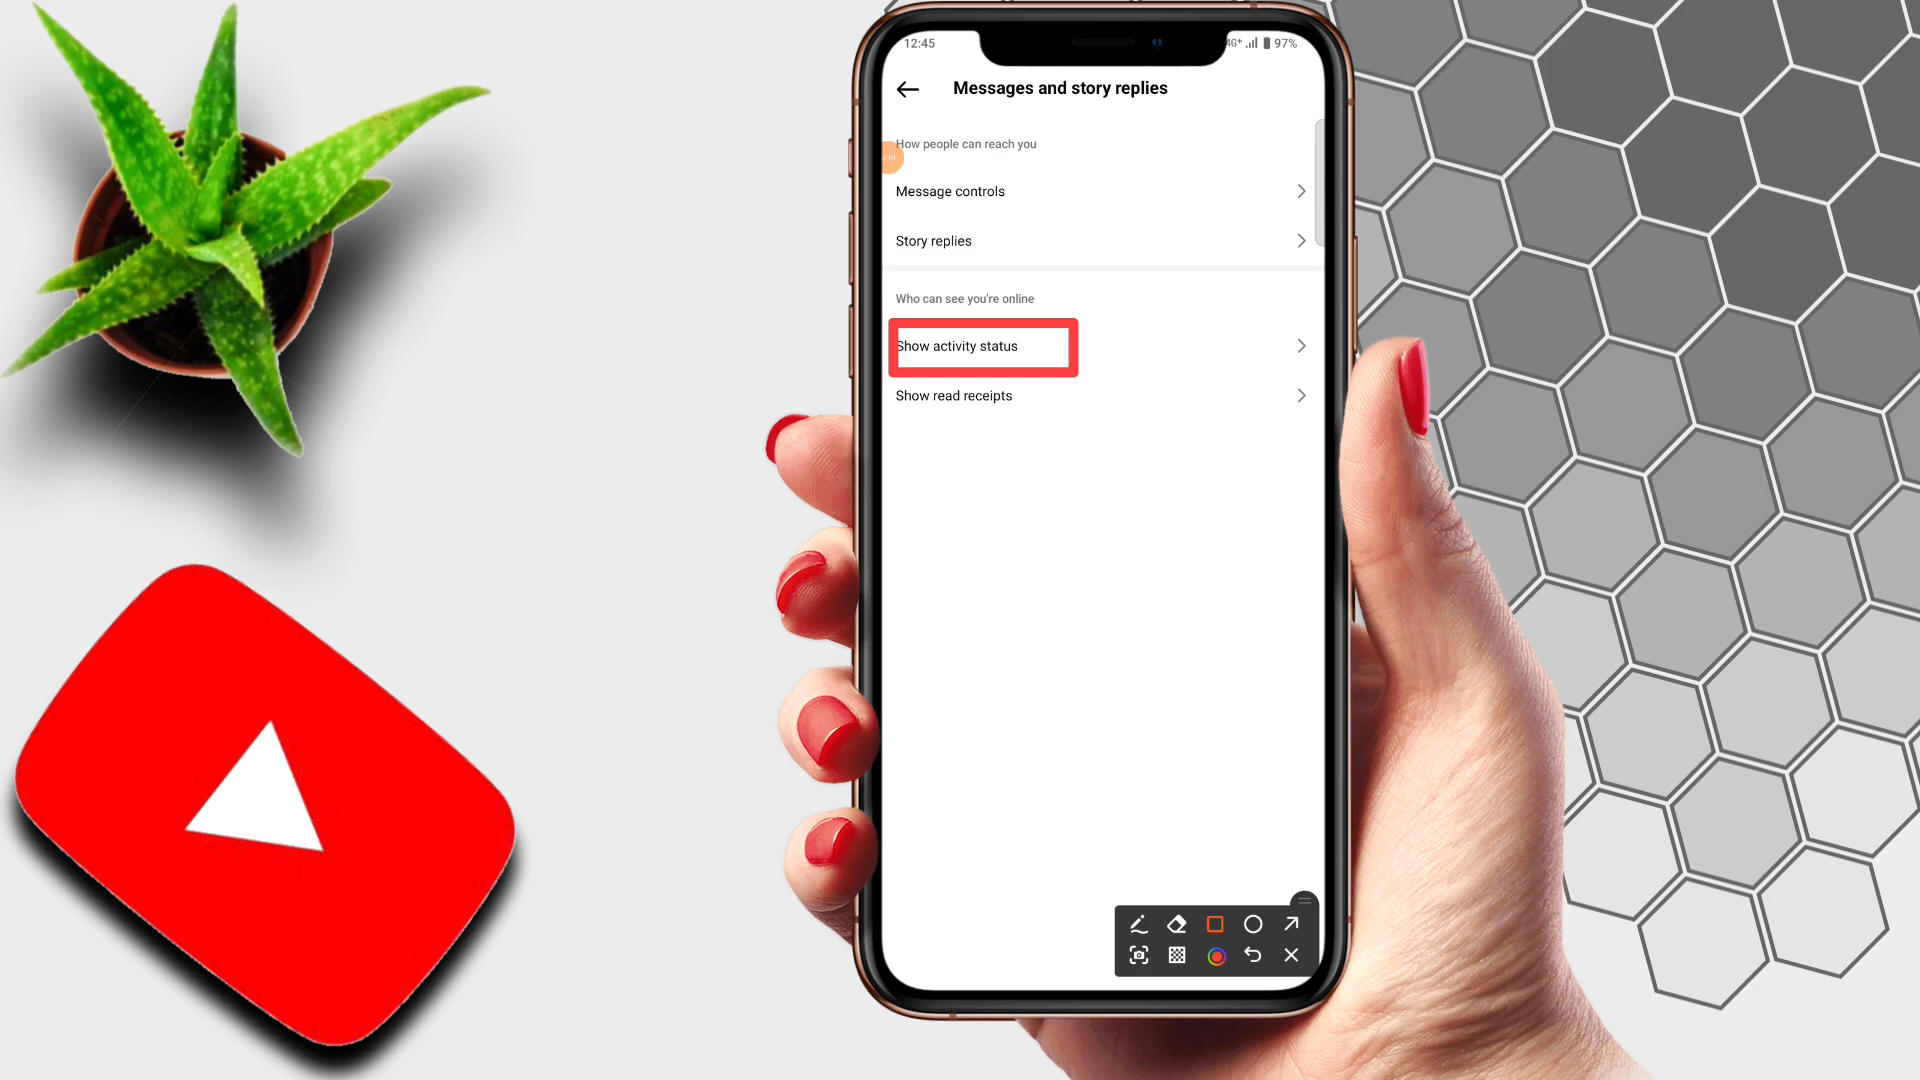 12:45
4G+ 97%
Messages and story replies
How people can reach you
Message controls
Story replies
Who can see you're online
Show activity status
Show read receipts